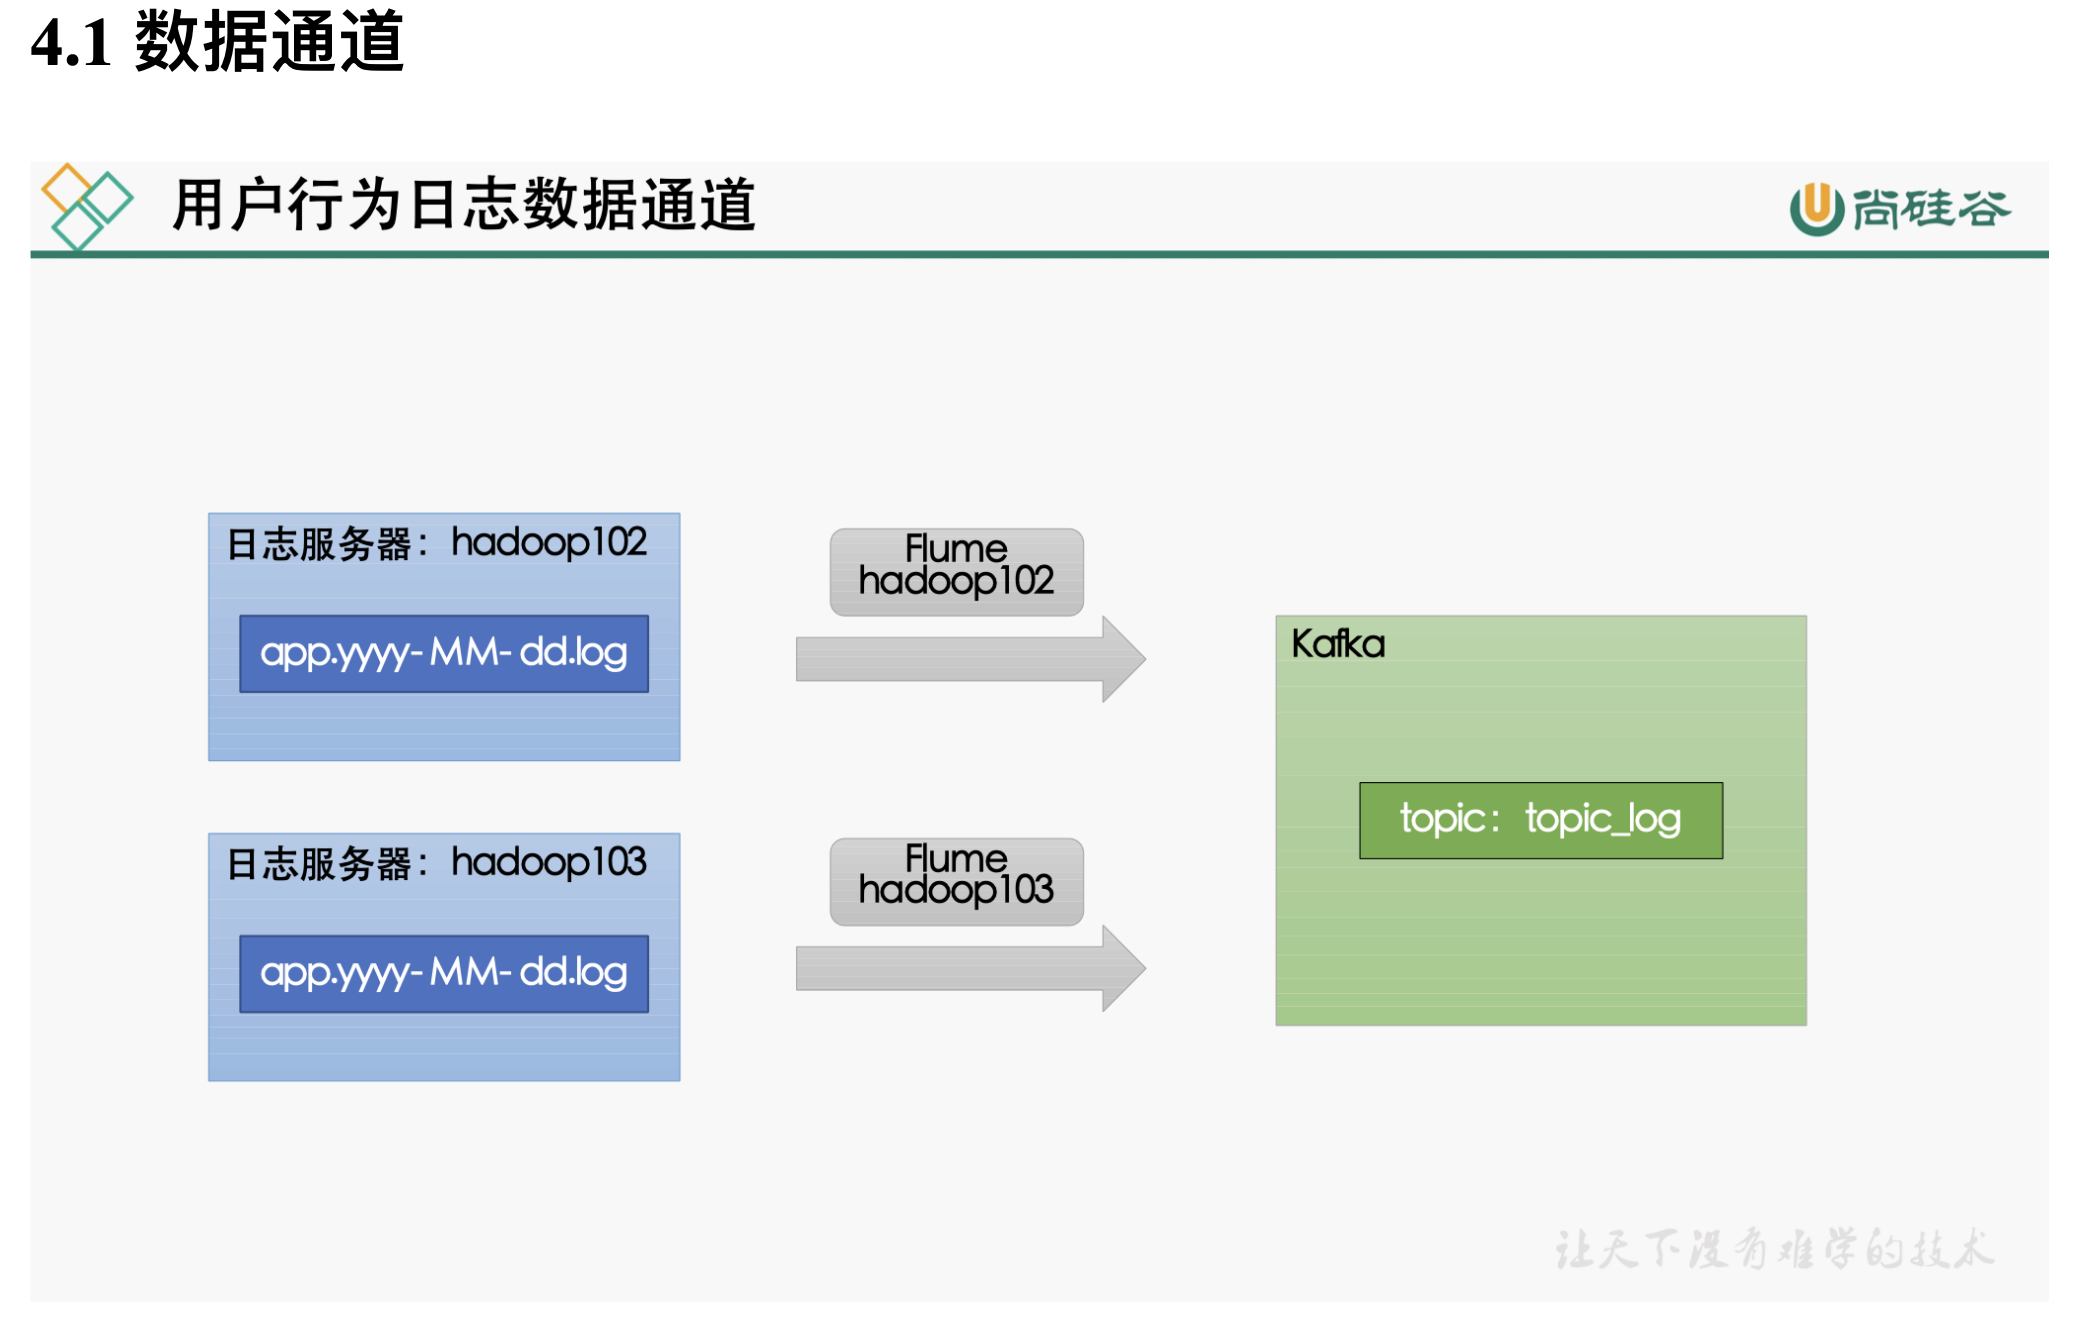 4.1 数据通道
用户行为日志数据通道
尚硅谷
日志服务器：hadoop102
app.yyyy-MM-dd.log
Flume
hadoop102
日志服务器：hadoop103
app.yyyy-MM-dd.log
Flume
hadoop103
Kafka
topic：topic_log
让天下没有难学的技术